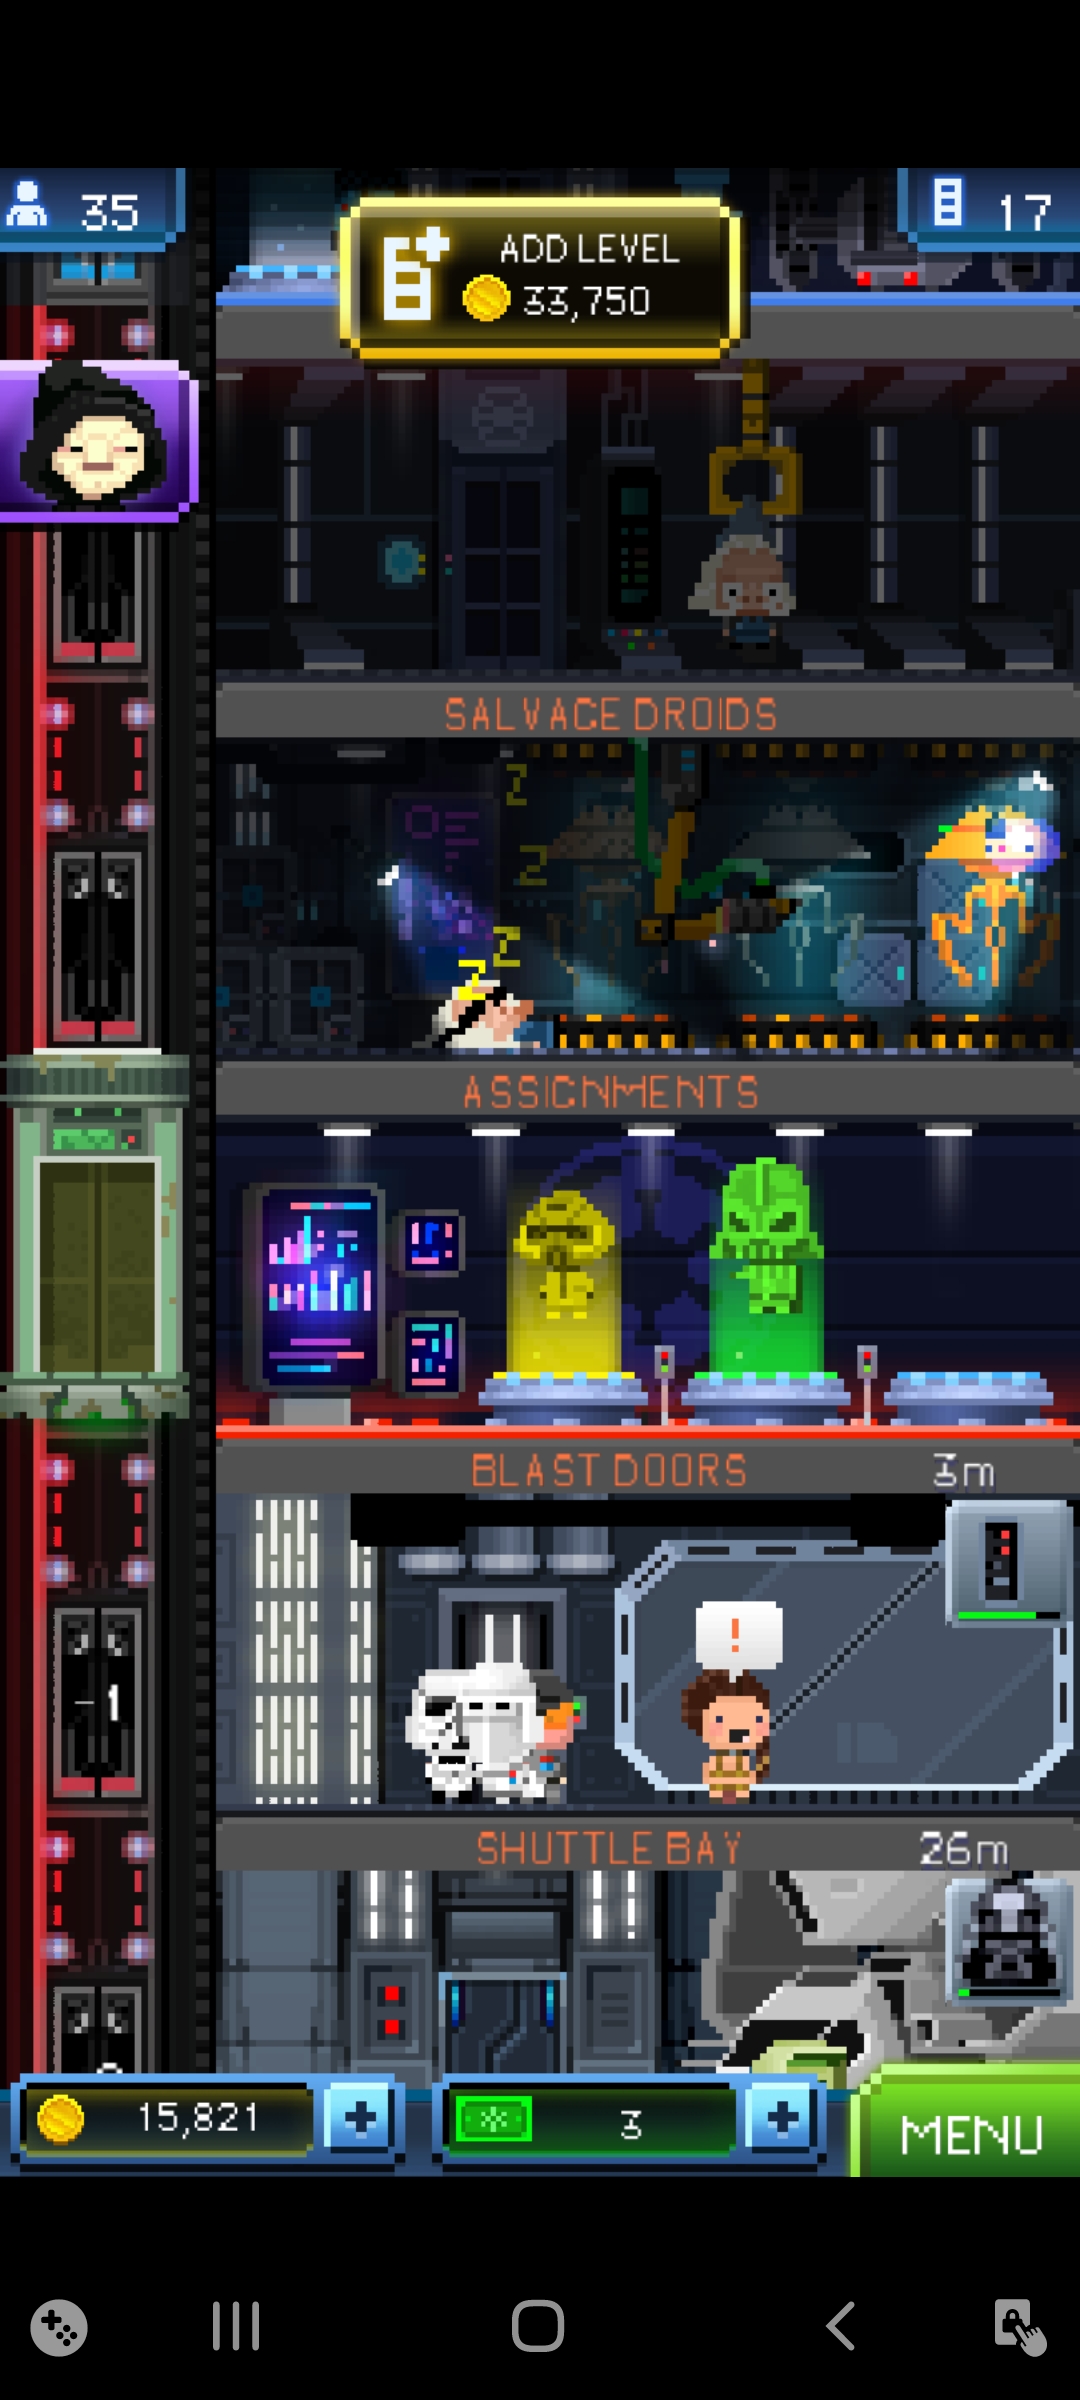 35
17
ADD LEVEL
33,750
SALVAGE DROIDS
Z
Z
Z
Z
ASSIGNMENTS
BLAST DOORS 3m
!
-1
SHUTTLE BAY 26m
15,821
3
MENU